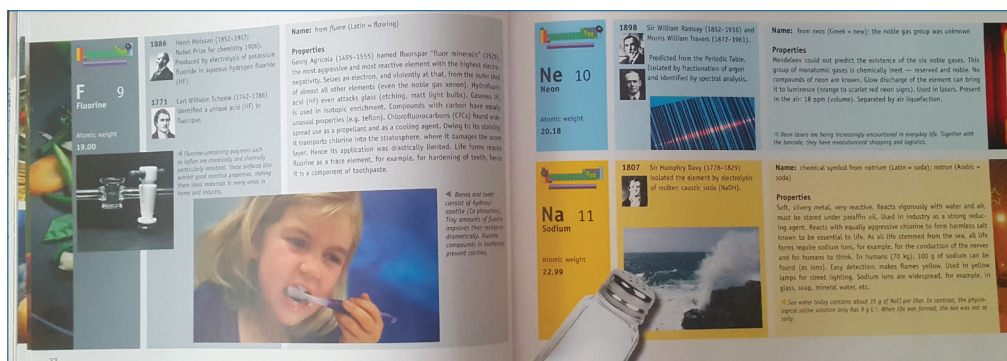 F 9
Fluorine
Atomic weight
19.00
1886
Henri Moissan (1852-1907)
Nobel Prize for chemistry 1906.
Produced by electrolysis of potassium
fluoride in aqueous hydrogen fluoride
(HF).
1771
Carl Wilhelm Scheele (1742-1786)
Identified a unique acid (HF) in
fluorspar.
Fluorine-containing polymers such
as teflon are chemically and thermally
particularly resistant. These surfaces also
exhibit good nonstick properties, making
them ideal materials in many areas in
home and industry.
Name: from fluere (Latin = flowing)
Properties
Georg Agricola (1495-1555) named fluorspar "fluor mineralis" (1529),
the most aggressive and most reactive element with the highest electro-
negativity. Seizes an electron, and violently at that, from the outer shell
of almost all other elements (even the noble gas xenon). Hydrofluoric
acid (HF) even attacks glass (etching, matt light bulbs). Gaseous UF
is used in isotopic enrichment. Compounds with carbon have equally
unusual properties (e.g. teflon). Chlorofluorocarbons (CFCs) found wide-
spread use as a propellant and as a cooling agent. Owing to its stability
it transports chlorine into the stratosphere, where it damages the ozone
layer. Hence its application was drastically limited. Life forms require
fluorine as a trace element, for example, for hardening of teeth, hence
it is a component of toothpaste.
Bones and teeth
consist of hydroxy-
apatite (Ca phosphate).
Tiny amounts of fluoride
improves their resistance
dramatically. Fluorine
compounds in toothpaste
prevent cavities.
Ne 10
Neon
Atomic weight
20.18
1898
Sir William Ramsay (1852-1916) and
Morris William Travers (1872-1961).
Predicted from the Periodic Table.
Isolated by fractionation of argon
and identified by spectral analysis.
Name: from neos (Greek = new); the noble gas group was unknown
Properties
Mendeleev could not predict the existence of the six noble gases. This
group of monatomic gases is chemically inert — reserved and noble. No
compounds of neon are known. Glow discharge of the element can bring
it to luminesce (orange to scarlet red neon signs). Used in lasers. Present
in the air: 18 ppm (volume). Separated by air liquefaction.
Neon lasers are being increasingly encountered in everyday life. Together with
the barcode, they have revolutionized shopping and logistics.
Na 11
Sodium
Atomic weight
22.99
1807
Sir Humphry Davy (1778-1829)
isolated the element by electrolysis
of molten caustic soda (NaOH).
Name: chemical symbol from natrium (Latin = soda); natrun (Arabic =
soda)
Properties
Soft, silvery metal, very reactive. Reacts vigorously with water and air,
must be stored under paraffin oil. Used in industry as a strong reduc-
ing agent. Reacts with equally aggressive chlorine to form harmless salt
known to be essential to life. As all life stemmed from the sea, all life
forms require sodium ions, for example, for the conduction of the nerves
and for humans to think. In humans (70 kg), 100 g of sodium can be
found (as ions). Easy detection: makes flames yellow. Used in yellow
lamps for street lighting. Sodium ions are widespread, for example, in
glass, soap, mineral water, etc.
Sea water today contains about 35 g of NaCl per liter. In contrast, the physio-
logical saline solution only has 9 g L⁻¹. When life was formed, the sea was not as
salty.